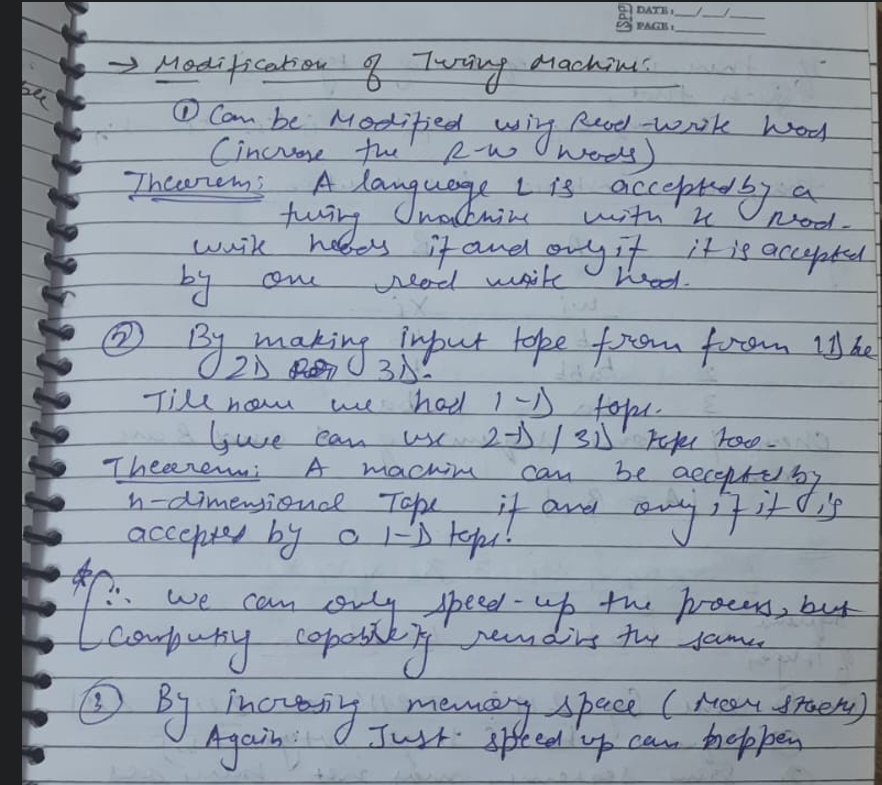 SPP DATE: __/__/__
PAGE:
→ Modification of Turing Machine:
① Can be Modified using Read-write head
(increase the R-W heads)
Theorem: A language L is accepted by a
turing machine with k read-
write heads if and only if it is accepted
by one read write head.
② By making input tape from from 1D be
2D 3D.
Till now we had 1-D tape.
we can use 2-D / 3D tape too.
Theorem: A machine can be accepted by
n-dimensional Tape if and only if it is
accepted by a 1-D tape.
* ∴ we can only speed-up the process, but
Computing capability remains the same
③ By increasing memory space (More stacks)
Again: Just speed up can happen